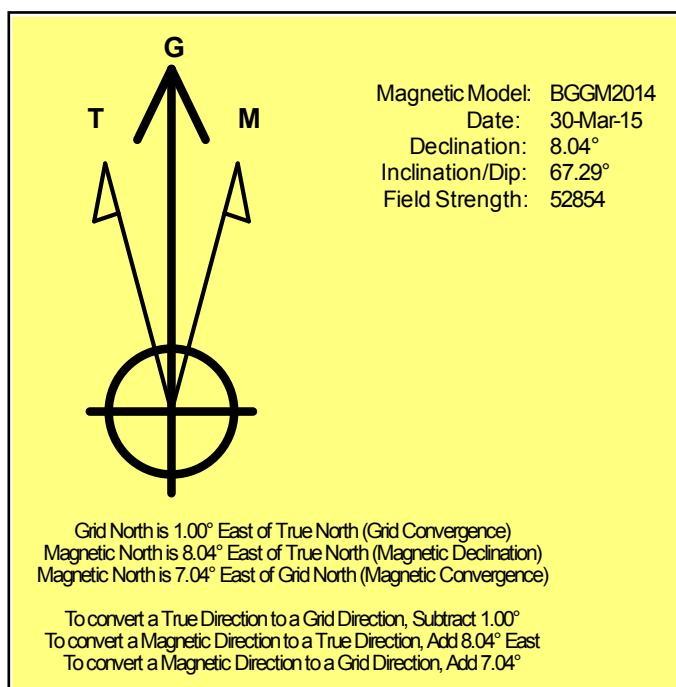 G
T
M
Magnetic Model: BGGM2014
Date: 30-Mar-15
Declination: 8.04°
Inclination/Dip: 67.29°
Field Strength: 52854
Grid North is 1.00° East of True North (Grid Convergence)
Magnetic North is 8.04° East of True North (Magnetic Declination)
Magnetic North is 7.04° East of Grid North (Magnetic Convergence)
To convert a True Direction to a Grid Direction, Subtract 1.00°
To convert a Magnetic Direction to a True Direction, Add 8.04° East
To convert a Magnetic Direction to a Grid Direction, Add 7.04°